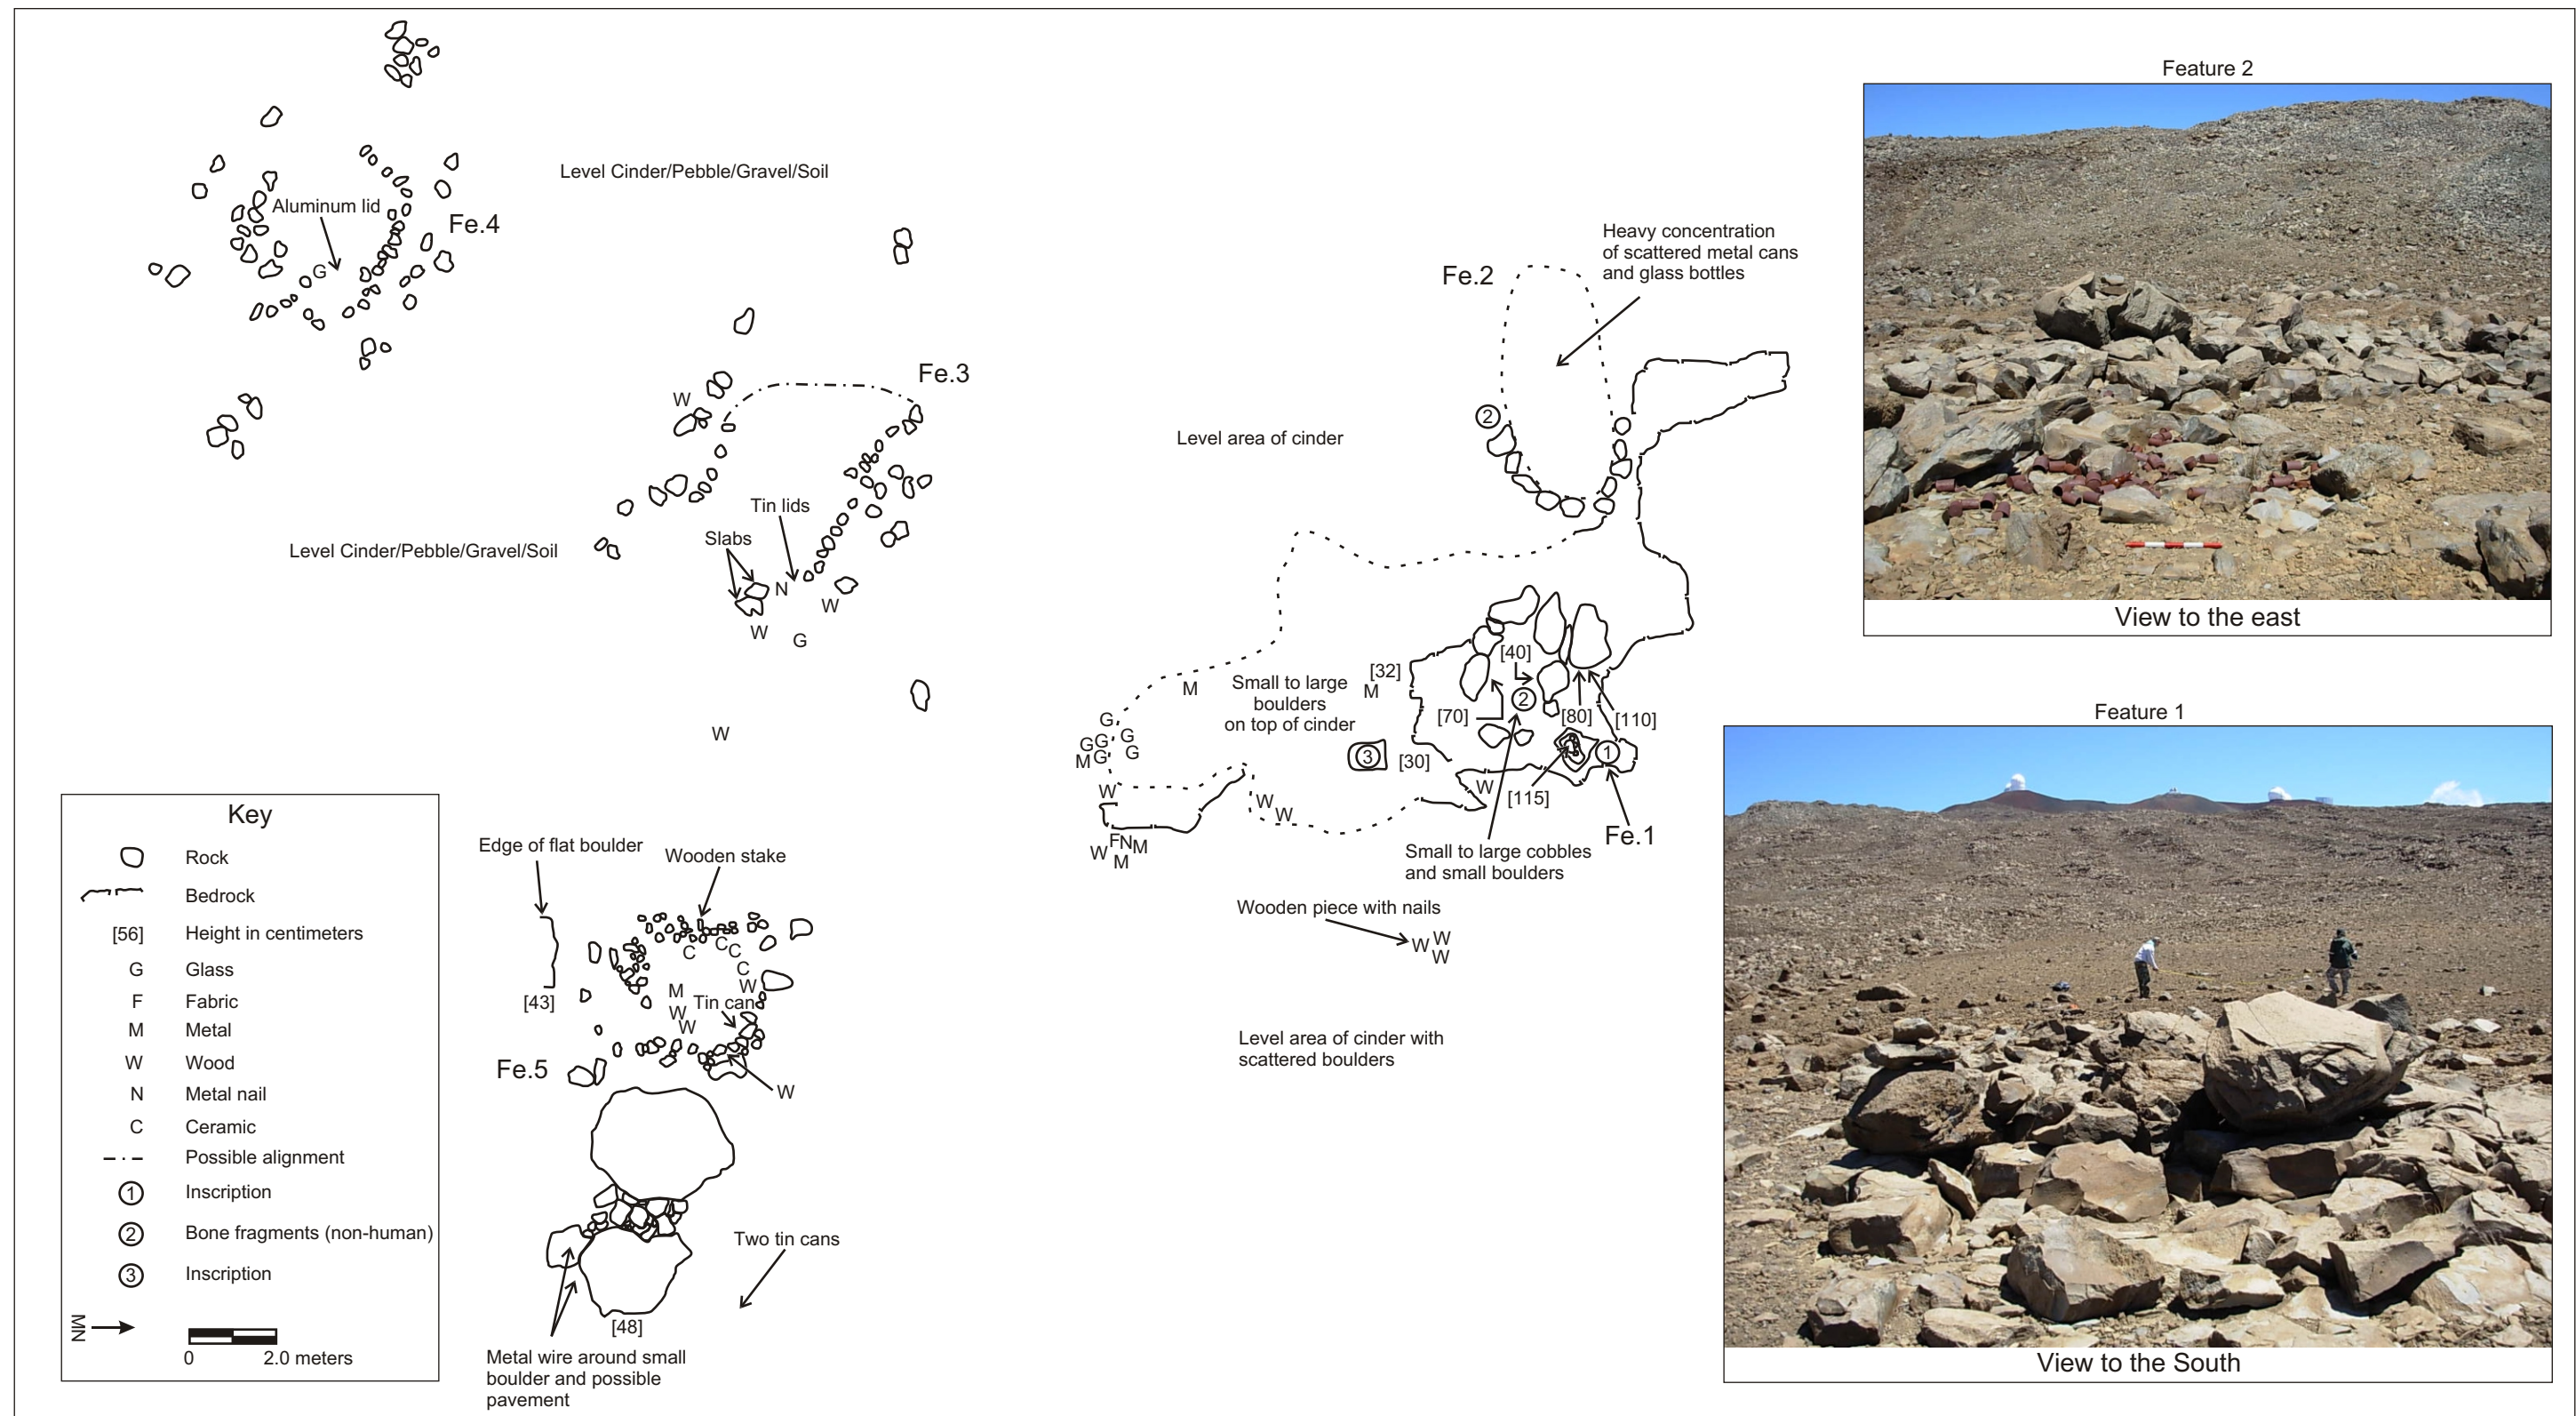 Aluminum lid
G
Fe.4
Level Cinder/Pebble/Gravel/Soil
Fe.3
W
Tin lids
Slabs
N
W
W
G
Level Cinder/Pebble/Gravel/Soil
W
Heavy concentration
of scattered metal cans
and glass bottles
Fe.2
2
Level area of cinder
[40]
[32]
M
M
Small to large
boulders
on top of cinder
2
[70]
[80]
[110]
G
G
G G
G
M G
3
[30]
1
W
[115]
W
W
W
Fe.1
W
F N M
M
Small to large cobbles
and small boulders
Wooden piece with nails
W W
W
Level area of cinder with
scattered boulders
Edge of flat boulder
Wooden stake
C
C
C
C
W
M
W
W
Tin can
[43]
Fe.5
W
Two tin cans
[48]
Metal wire around small
boulder and possible
pavement
Key
Rock
Bedrock
[56] Height in centimeters
G Glass
F Fabric
M Metal
W Wood
N Metal nail
C Ceramic
Possible alignment
1 Inscription
2 Bone fragments (non-human)
3 Inscription
MN
0 2.0 meters
Feature 2
View to the east
Feature 1
View to the South